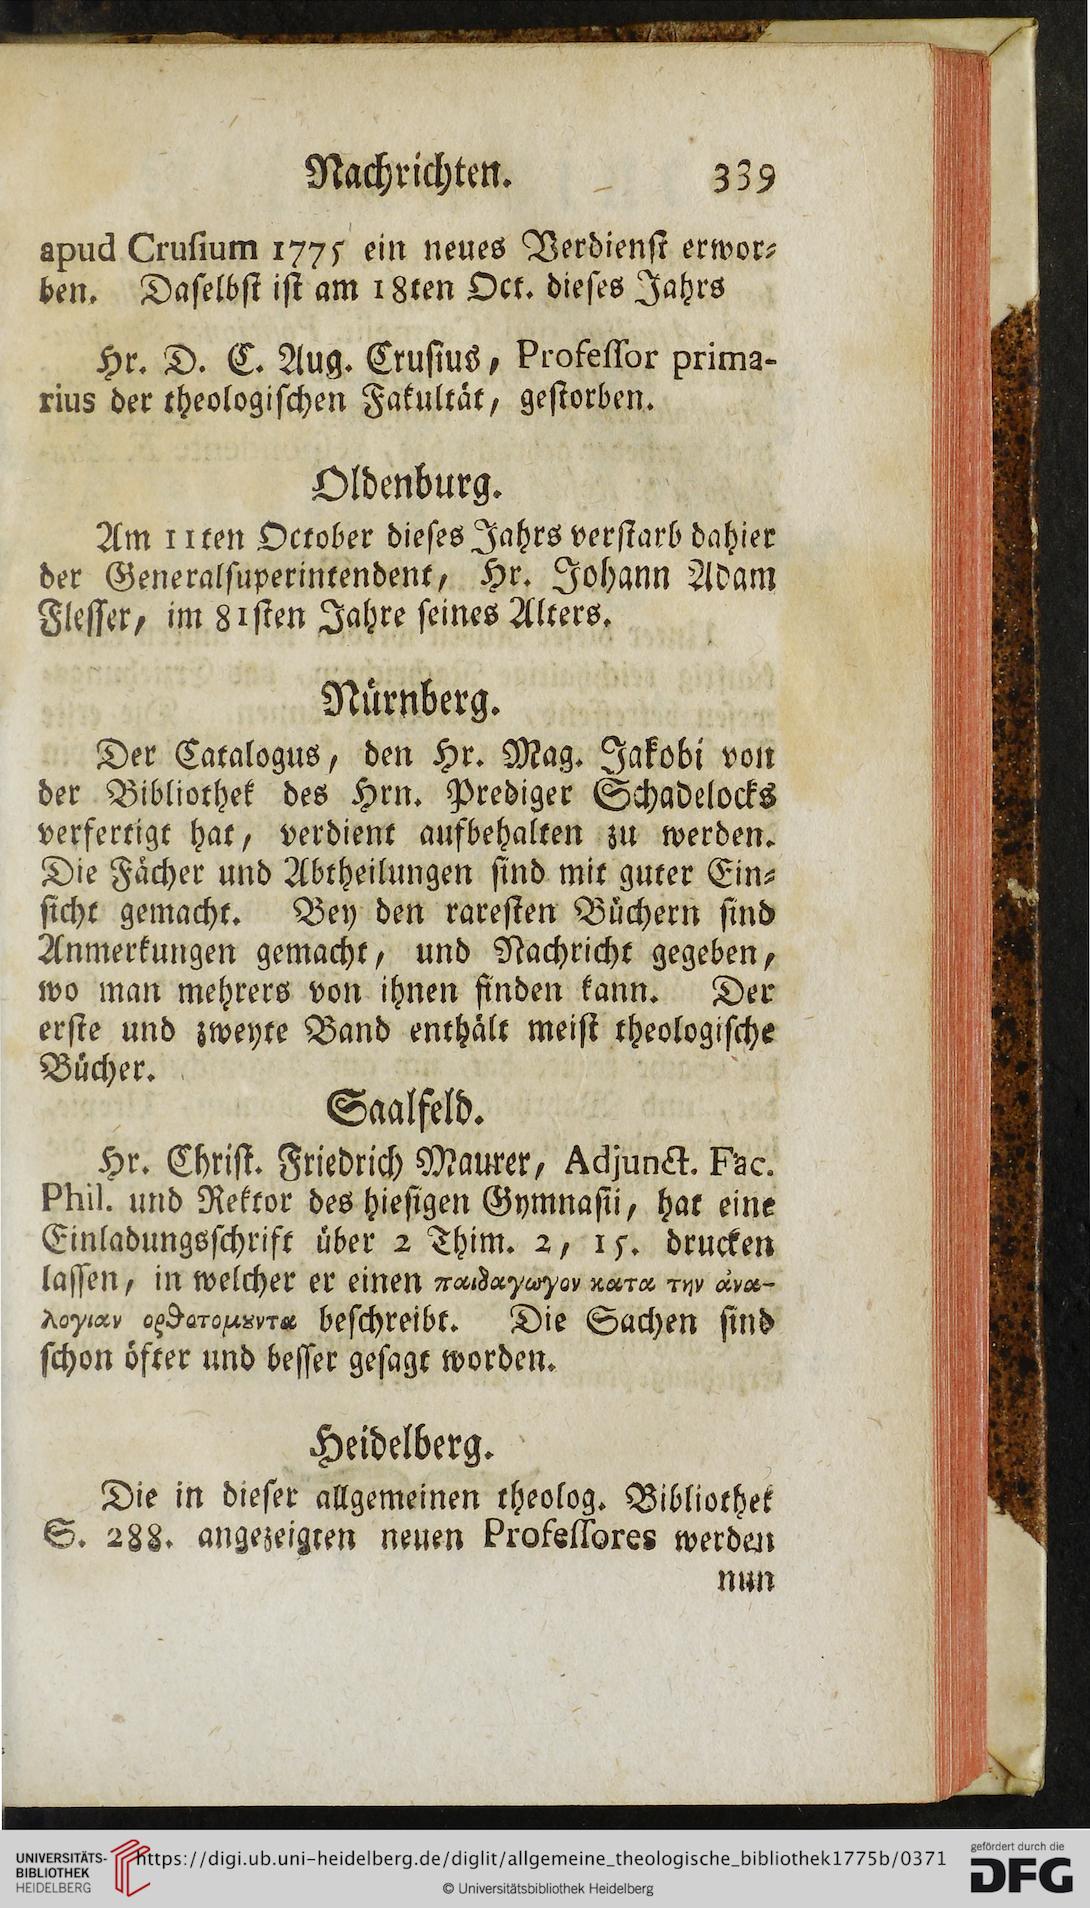 Nachrichten. 339
apud Cruſium 1775 ein neues Verdienſt erwor⸗
ben. Daſelbſt iſt am 18ten Oct. dieſes Jahrs
Hr. D. C. Aug. Cruſius, Profeſſor prima-
rius der theologiſchen Fakultät, geſtorben.
Oldenburg.
Am 11ten October dieſes Jahrs verſtarb dahier
der Generalſuperintendent, Hr. Johann Adam
Fleſſer, im 81ſten Jahre ſeines Alters.
Nürnberg.
Der Catalogus, den Hr. Mag. Jakobi von
der Bibliothek des Hrn. Prediger Schadelocks
verfertigt hat, verdient aufbehalten zu werden.
Die Fächer und Abtheilungen ſind mit guter Ein⸗
ſicht gemacht. Bey den rareſten Büchern ſind
Anmerkungen gemacht, und Nachricht gegeben,
wo man mehrers von ihnen finden kann. Der
erſte und zweyte Band enthält meiſt theologiſche
Bücher.
Saalfeld.
Hr. Chriſt. Friedrich Maurer, Adjunct. Fac.
Phil. und Rektor des hieſigen Gymnaſii, hat eine
Einladungsſchrift über 2 Thim. 2, 15. drucken
laſſen, in welcher er einen παιδαγωγον κατα την ἀνα-
λογιαν ορθοτομȣντα beſchreibt. Die Sachen ſind
ſchon öfter und beſſer geſagt worden.
Heidelberg.
Die in dieſer allgemeinen theolog. Bibliothek
S. 288. angezeigten neuen Profeſſores werden
nun
UNIVERSITÄTS-
BIBLIOTHEK
HEIDELBERG
https://digi.ub.uni-heidelberg.de/diglit/allgemeine_theologische_bibliothek1775b/0371
© Universitätsbibliothek Heidelberg
gefördert durch die
DFG